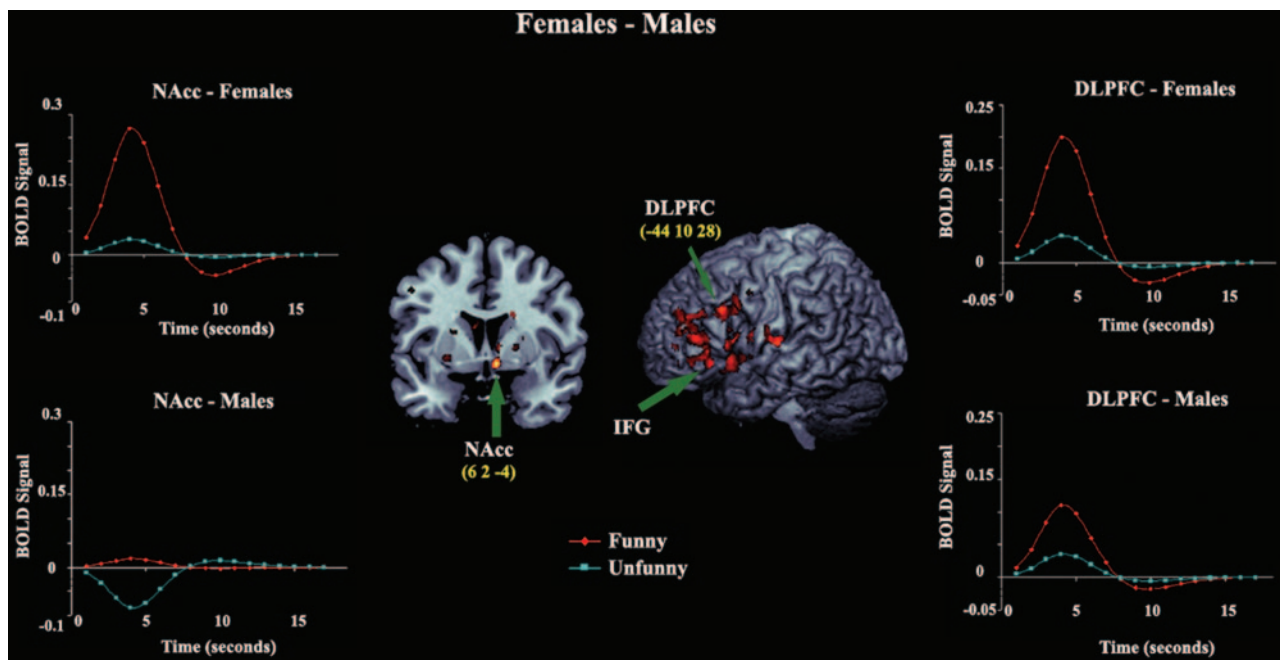 Females - Males
NAcc - Females
0.3
0.15
0
-0.1
BOLD Signal
0
5
10
15
Time (seconds)
NAcc - Males
0.3
0.15
0
-0.1
BOLD Signal
0
5
10
15
Time (seconds)
NAcc
(6 2 -4)
DLPFC
(-44 10 28)
IFG
Funny
Unfunny
DLPFC - Females
0.25
0.15
0
-0.05
BOLD Signal
0
5
10
15
Time (seconds)
DLPFC - Males
0.25
0.15
0
-0.05
BOLD Signal
0
5
10
15
Time (seconds)